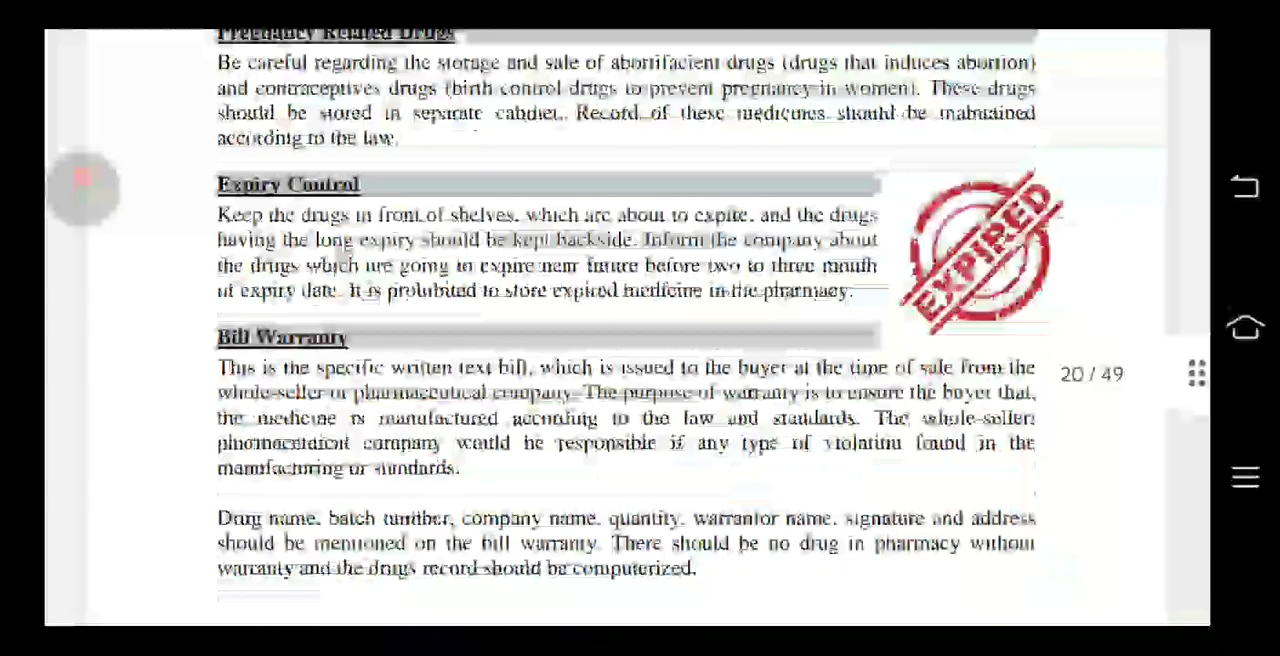 Pregnancy Related Drugs
Be careful regarding the storage and sale of abortifacient drugs (drugs that induces abortion)
and contraceptives drugs (birth control drugs to prevent pregnancy in women). These drugs
should be stored in separate cabinet. Record of these medicines should be maintained
according to the law.
Expiry Control
Keep the drugs in front of shelves, which are about to expire, and the drugs
having the long expiry should be kept backside. Inform the company about
the drugs which are going to expire near future before two to three month
of expiry date. It is prohibited to store expired medicine in the pharmacy.
EXPIRED
Bill Warranty
This is the specific written text bill, which is issued to the buyer at the time of sale from the
whole-seller or pharmaceutical company. The purpose of warranty is to ensure the buyer that,
the medicine is manufactured according to the law and standards. The whole-seller
pharmaceutical company would be responsible if any type of violation found in the
manufacturing or standards.
20 / 49
Drug name, batch number, company name, quantity, warrantor name, signature and address
should be mentioned on the bill warranty. There should be no drug in pharmacy without
warranty and the drugs record should be computerized.